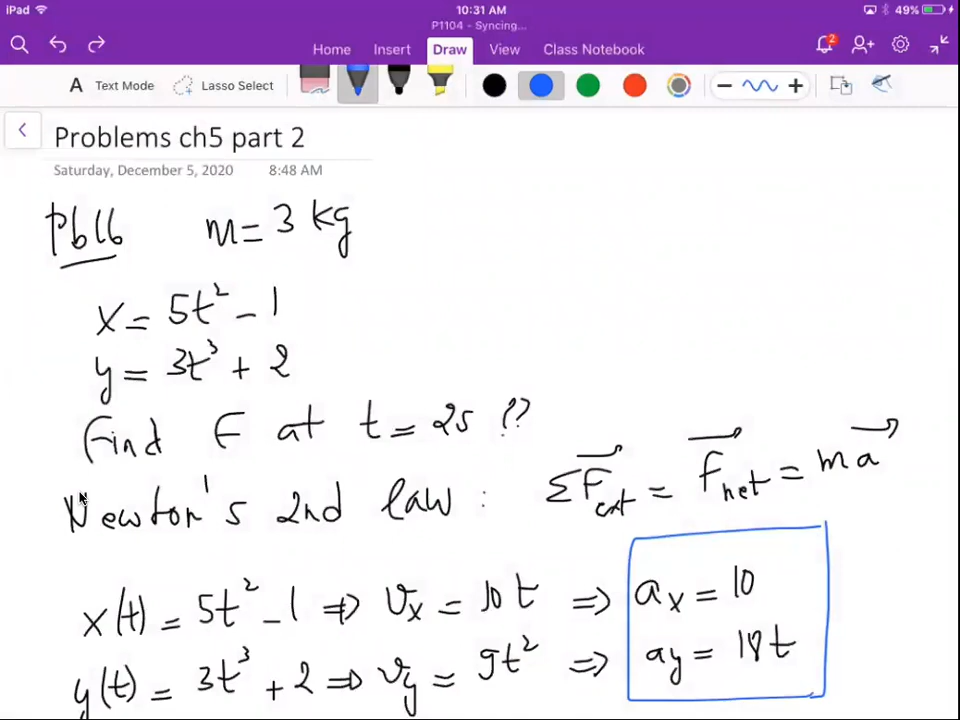 iPad 10:31 AM 49%
P1104 - Syncing...
Home Insert Draw View Class Notebook
2
A Text Mode Lasso Select
Problems ch5 part 2
Saturday, December 5, 2020 8:48 AM
Pb16 m = 3 kg
x = 5t² - 1
y = 3t³ + 2
Find F at t = 2s ??
Newton's 2nd law : ΣF⃗ext = F⃗net = ma⃗
x(t) = 5t² - 1 ⇒ Vx = 10t ⇒ ax = 10
y(t) = 3t³ + 2 ⇒ Vy = 9t² ⇒ ay = 18t